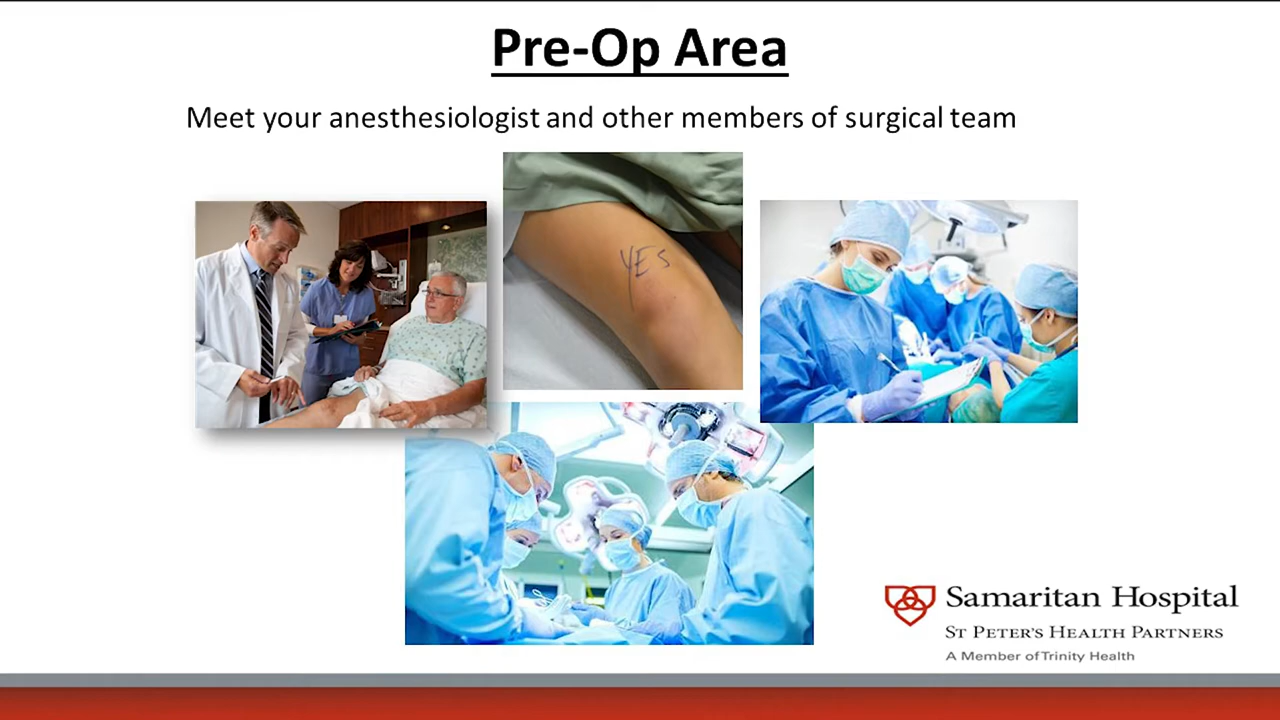 Pre-Op Area
Meet your anesthesiologist and other members of surgical team
YES
Samaritan Hospital
ST PETER'S HEALTH PARTNERS
A Member of Trinity Health